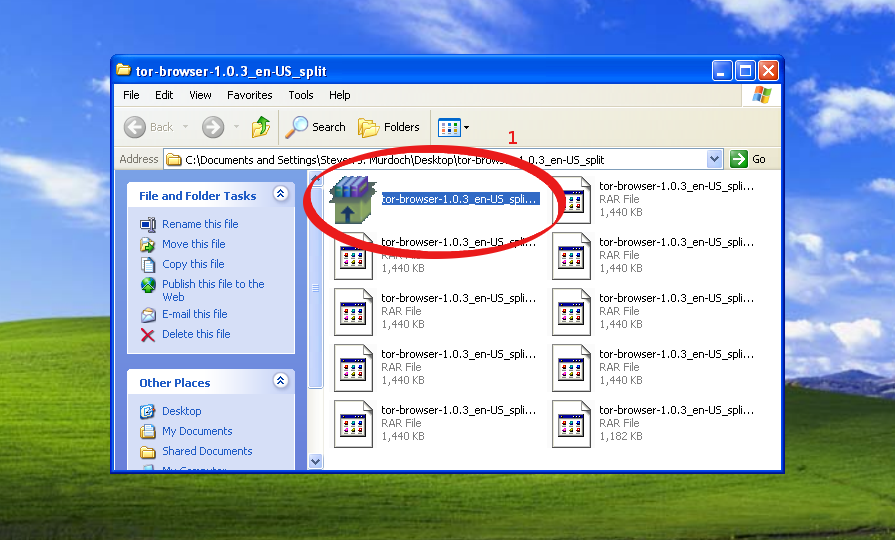 tor-browser-1.0.3_en-US_split
File Edit View Favorites Tools Help
Back Search Folders
1
Address C:\Documents and Settings\Steven J. Murdoch\Desktop\tor-browser-1.0.3_en-US_split Go
File and Folder Tasks
Rename this file
Move this file
Copy this file
Publish this file to the
Web
E-mail this file
Delete this file
Other Places
Desktop
My Documents
Shared Documents
My Computer
tor-browser-1.0.3_en-US_spli...
tor-browser-1.0.3_en-US_spli...
RAR File
1,440 KB
tor-browser-1.0.3_en-US_spli...
RAR File
1,440 KB
tor-browser-1.0.3_en-US_spli...
RAR File
1,440 KB
tor-browser-1.0.3_en-US_spli...
RAR File
1,440 KB
tor-browser-1.0.3_en-US_spli...
RAR File
1,440 KB
tor-browser-1.0.3_en-US_spli...
RAR File
1,440 KB
tor-browser-1.0.3_en-US_spli...
RAR File
1,440 KB
tor-browser-1.0.3_en-US_spli...
RAR File
1,440 KB
tor-browser-1.0.3_en-US_spli...
RAR File
1,182 KB